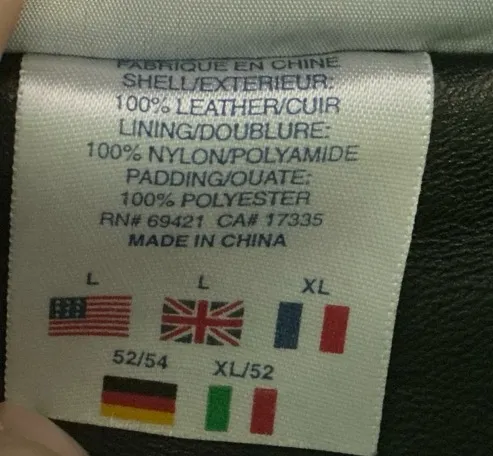 FABRIQUE EN CHINE
SHELL/EXTERIEUR:
100% LEATHER/CUIR
LINING/DOUBLURE:
100% NYLON/POLYAMIDE
PADDING/OUATE:
100% POLYESTER
RN# 69421 CA# 17335
MADE IN CHINA
L L XL
52/54 XL/52